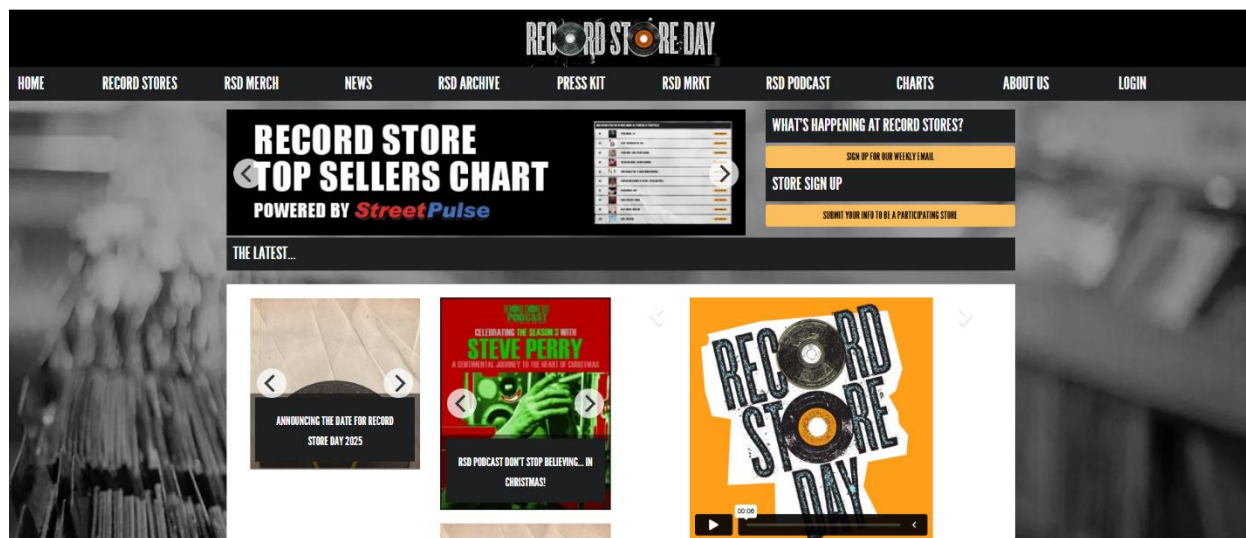 RECORD STORE DAY
HOME RECORD STORES RSD MERCH NEWS RSD ARCHIVE PRESS KIT RSD MRKT RSD PODCAST CHARTS ABOUT US LOGIN
RECORD STORE
TOP SELLERS CHART
POWERED BY StreetPulse
WHAT'S HAPPENING AT RECORD STORES?
SIGN UP FOR OUR WEEKLY EMAIL
STORE SIGN UP
SUBMIT YOUR INFO TO BE A PARTICIPATING STORE
THE LATEST...
ANNOUNCING THE DATE FOR RECORD
STORE DAY 2025
RECORD STORE DAY
PODCAST
CELEBRATING THE SEASON 3 WITH
STEVE PERRY
A SENTIMENTAL JOURNEY TO THE HEART OF CHRISTMAS
RSD PODCAST DON'T STOP BELIEVING... IN
CHRISTMAS!
RECORD
STORE
DAY
00:06